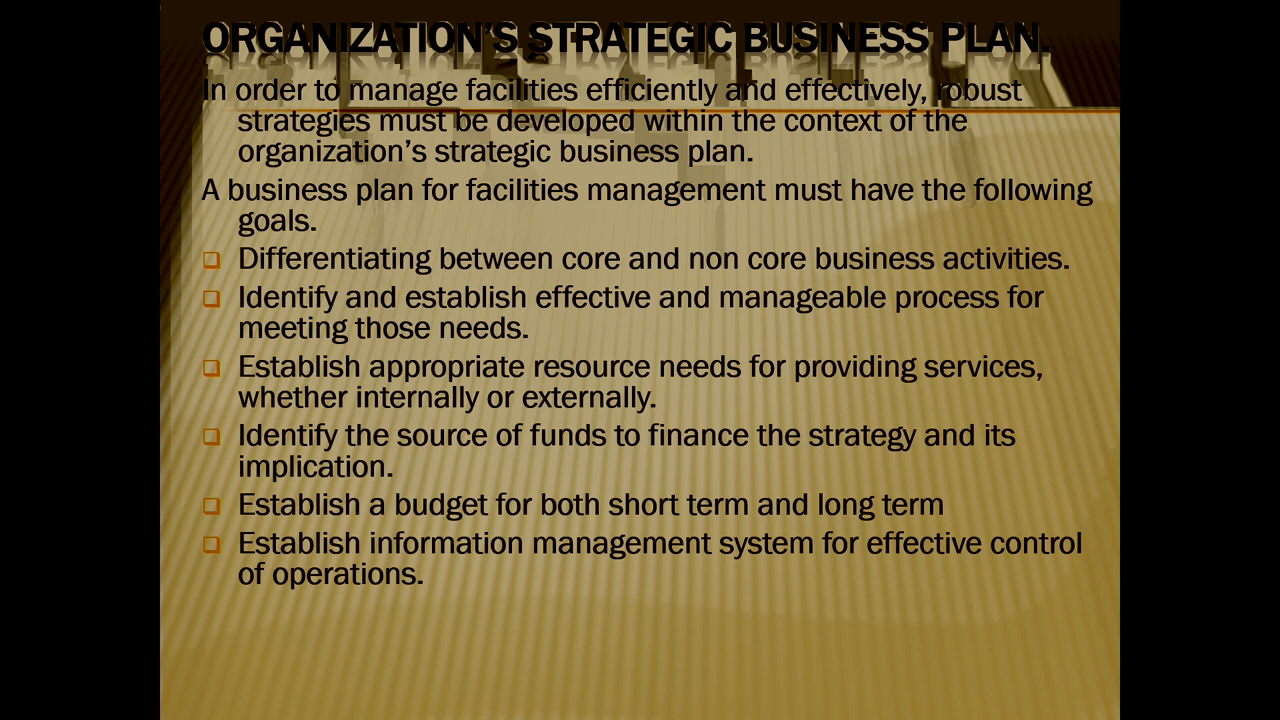 ORGANIZATION'S STRATEGIC BUSINESS PLAN.
In order to manage facilities efficiently and effectively, robust
strategies must be developed within the context of the
organization's strategic business plan.
A business plan for facilities management must have the following
goals.
❑ Differentiating between core and non core business activities.
❑ Identify and establish effective and manageable process for
meeting those needs.
❑ Establish appropriate resource needs for providing services,
whether internally or externally.
❑ Identify the source of funds to finance the strategy and its
implication.
❑ Establish a budget for both short term and long term
❑ Establish information management system for effective control
of operations.